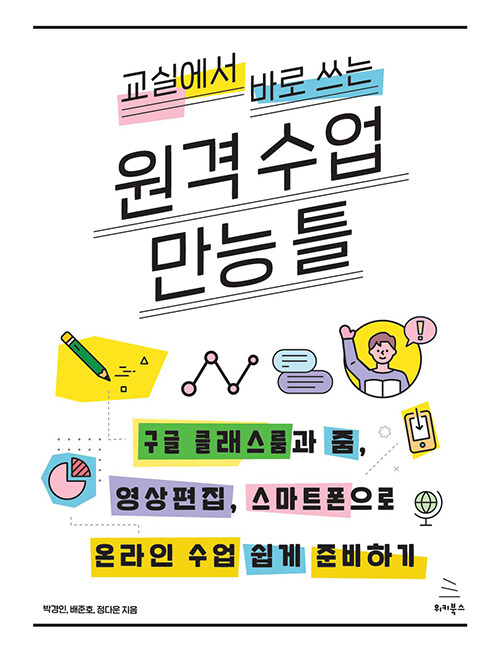 교실에서 바로 쓰는
원격 수업
만능 틀
!
구글 클래스룸과 줌,
영상편집, 스마트폰으로
온라인 수업 쉽게 준비하기
박경인, 배준호, 정다운 지음
위키북스